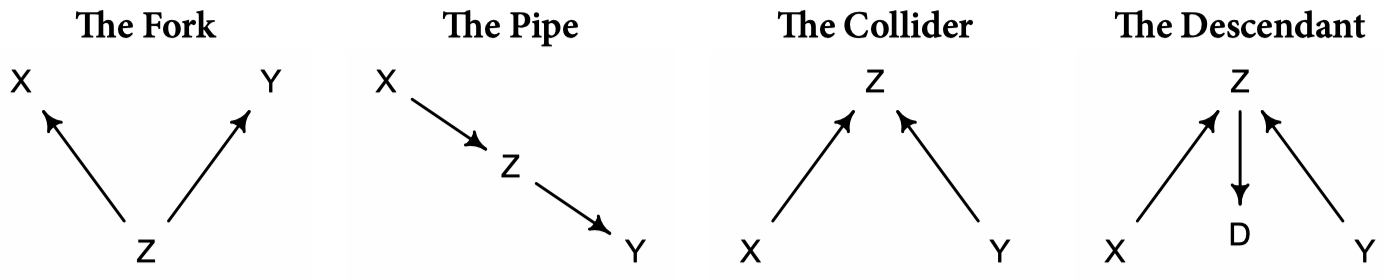 The Fork
X Y
Z
The Pipe
X
Z
Y
The Collider
Z
X Y
The Descendant
Z
D
X Y